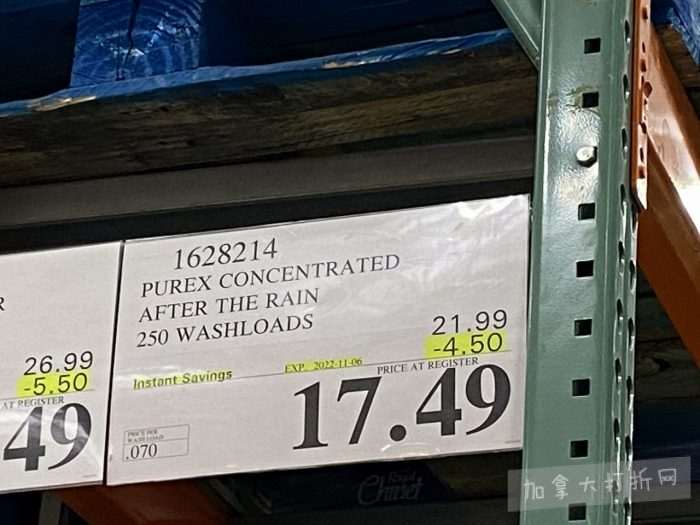 R
26.99
-5.50
AT REGISTER
49
1628214
PUREX CONCENTRATED
AFTER THE RAIN
250 WASHLOADS
21.99
-4.50
EXP. 2022-11-06
Instant Savings
PRICE AT REGISTER
17.49
PRICE PER
WASHLOAD
.070
Royal
Chinet
加拿大打折网